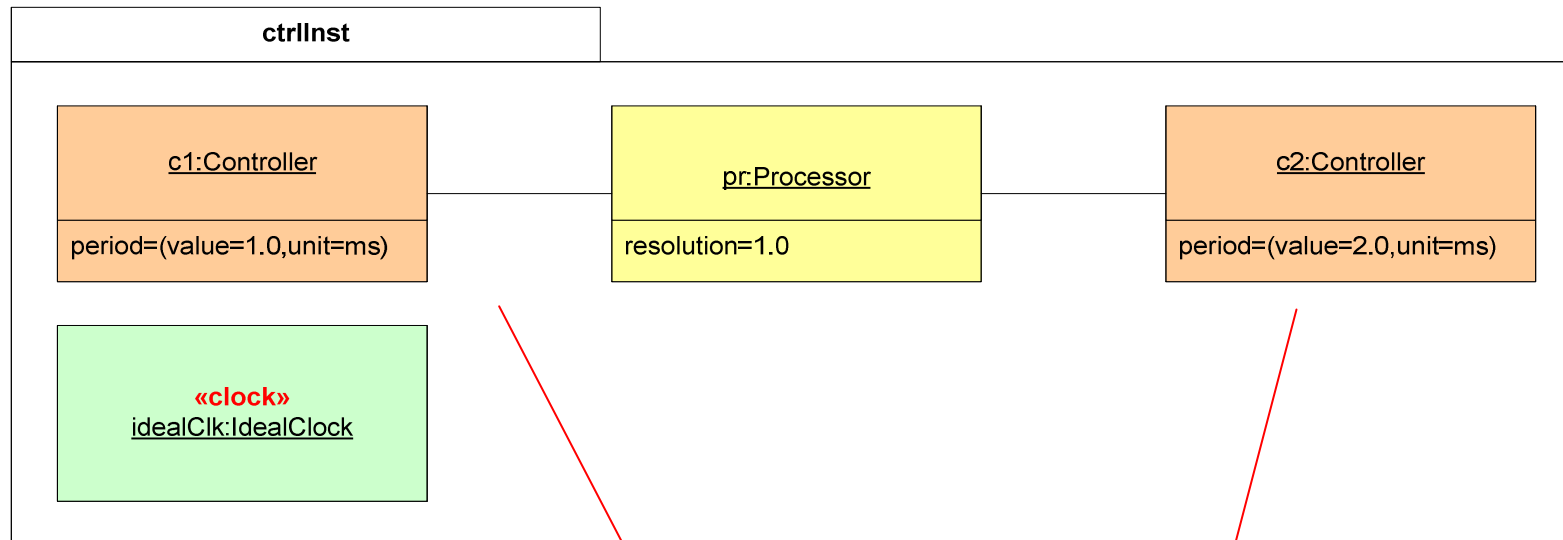 ctrlInst
c1:Controller
period=(value=1.0,unit=ms)
pr:Processor
resolution=1.0
c2:Controller
period=(value=2.0,unit=ms)
«clock»
idealClk:IdealClock